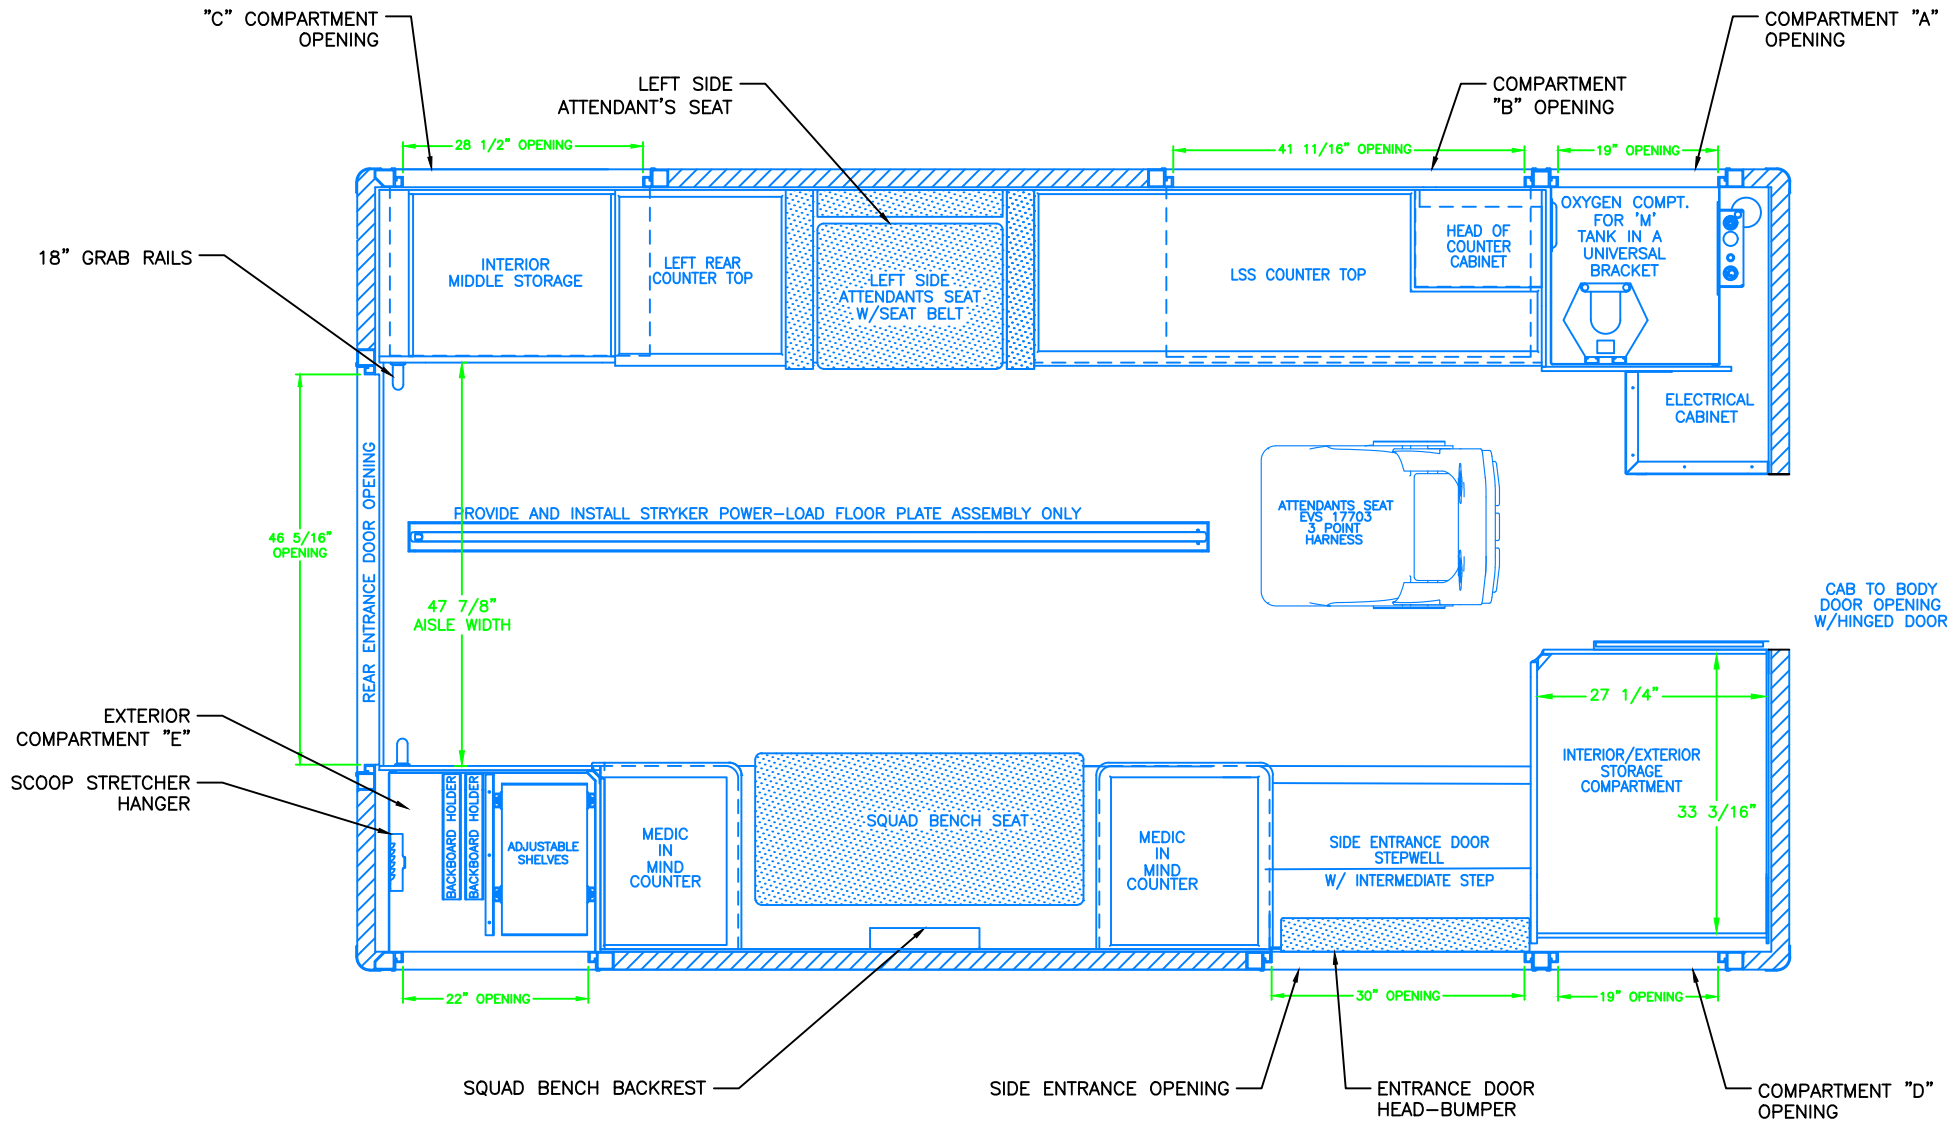 "C" COMPARTMENT
OPENING
COMPARTMENT "A"
OPENING
LEFT SIDE
ATTENDANT'S SEAT
COMPARTMENT
"B" OPENING
28 1/2" OPENING
41 11/16" OPENING
19" OPENING
18" GRAB RAILS
INTERIOR
MIDDLE STORAGE
LEFT REAR
COUNTER TOP
LEFT SIDE
ATTENDANTS SEAT
W/SEAT BELT
LSS COUNTER TOP
HEAD OF
COUNTER
CABINET
OXYGEN COMPT.
FOR 'M'
TANK IN A
UNIVERSAL
BRACKET
ELECTRICAL
CABINET
REAR ENTRANCE DOOR OPENING
46 5/16"
OPENING
PROVIDE AND INSTALL STRYKER POWER-LOAD FLOOR PLATE ASSEMBLY ONLY
ATTENDANTS SEAT
EVS 17703
3 POINT
HARNESS
47 7/8"
AISLE WIDTH
CAB TO BODY
DOOR OPENING
W/HINGED DOOR
EXTERIOR
COMPARTMENT "E"
SCOOP STRETCHER
HANGER
BACKBOARD HOLDER
BACKBOARD HOLDER
ADJUSTABLE
SHELVES
MEDIC
IN
MIND
COUNTER
SQUAD BENCH SEAT
MEDIC
IN
MIND
COUNTER
SIDE ENTRANCE DOOR
STEPWELL
W/ INTERMEDIATE STEP
27 1/4"
INTERIOR/EXTERIOR
STORAGE
COMPARTMENT
33 3/16"
22" OPENING
30" OPENING
19" OPENING
SQUAD BENCH BACKREST
SIDE ENTRANCE OPENING
ENTRANCE DOOR
HEAD-BUMPER
COMPARTMENT "D"
OPENING